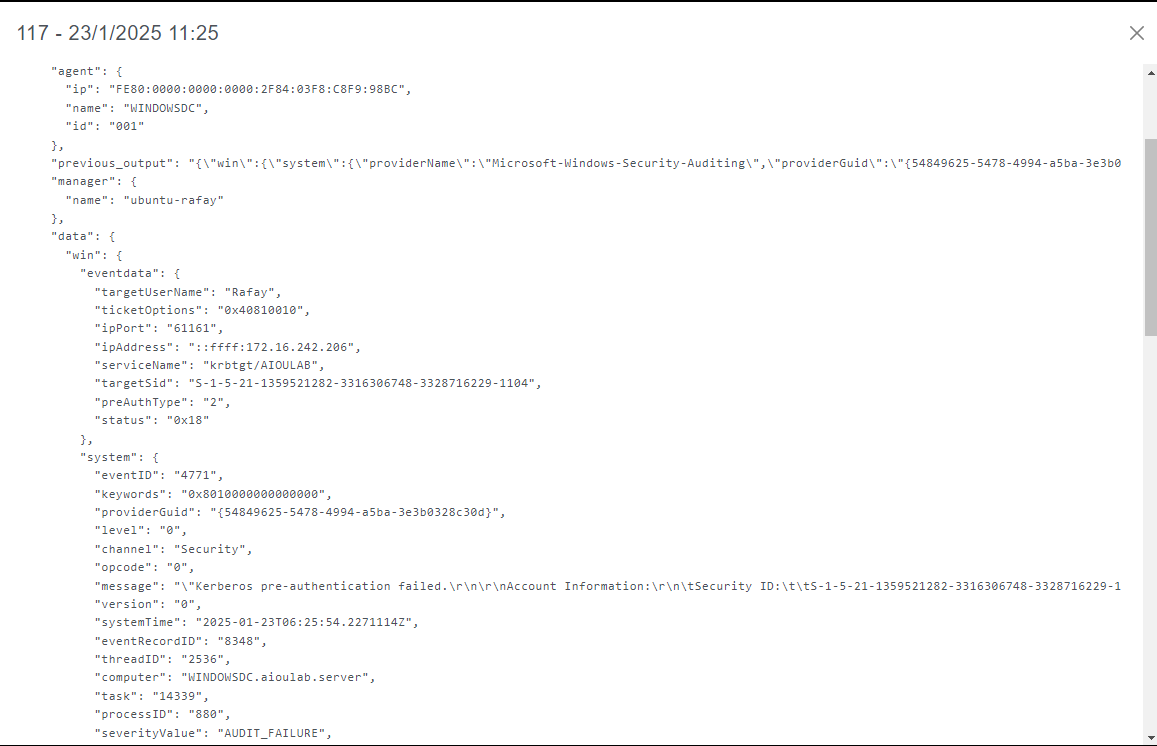 117 - 23/1/2025 11:25
"agent": {
"ip": "FE80:0000:0000:0000:2F84:03F8:C8F9:98BC",
"name": "WINDOWSDC",
"id": "001"
},
"previous_output": "{\"win\":{\"system\":{\"providerName\":\"Microsoft-Windows-Security-Auditing\",\"providerGuid\":\"{54849625-5478-4994-a5ba-3e3b0
"manager": {
"name": "ubuntu-rafay"
},
"data": {
"win": {
"eventdata": {
"targetUserName": "Rafay",
"ticketOptions": "0x40810010",
"ipPort": "61161",
"ipAddress": "::ffff:172.16.242.206",
"serviceName": "krbtgt/AIOULAB",
"targetSid": "S-1-5-21-1359521282-3316306748-3328716229-1104",
"preAuthType": "2",
"status": "0x18"
},
"system": {
"eventID": "4771",
"keywords": "0x8010000000000000",
"providerGuid": "{54849625-5478-4994-a5ba-3e3b0328c30d}",
"level": "0",
"channel": "Security",
"opcode": "0",
"message": "\"Kerberos pre-authentication failed.\r\n\r\nAccount Information:\r\n\tSecurity ID:\t\tS-1-5-21-1359521282-3316306748-3328716229-1
"version": "0",
"systemTime": "2025-01-23T06:25:54.2271114Z",
"eventRecordID": "8348",
"threadID": "2536",
"computer": "WINDOWSDC.aioulab.server",
"task": "14339",
"processID": "880",
"severityValue": "AUDIT_FAILURE",